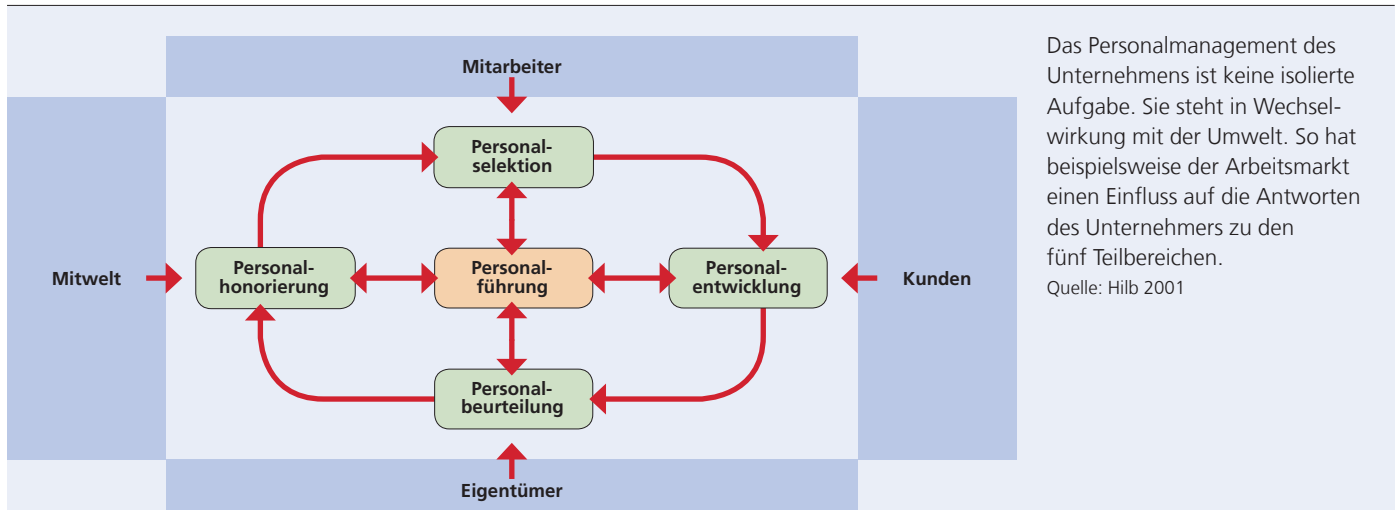 Mitarbeiter
Personal-
selektion
Mitwelt
Personal-
honorierung
Personal-
führung
Personal-
entwicklung
Kunden
Personal-
beurteilung
Eigentümer
Das Personalmanagement des
Unternehmens ist keine isolierte
Aufgabe. Sie steht in Wechsel-
wirkung mit der Umwelt. So hat
beispielsweise der Arbeitsmarkt
einen Einfluss auf die Antworten
des Unternehmers zu den
fünf Teilbereichen.
Quelle: Hilb 2001